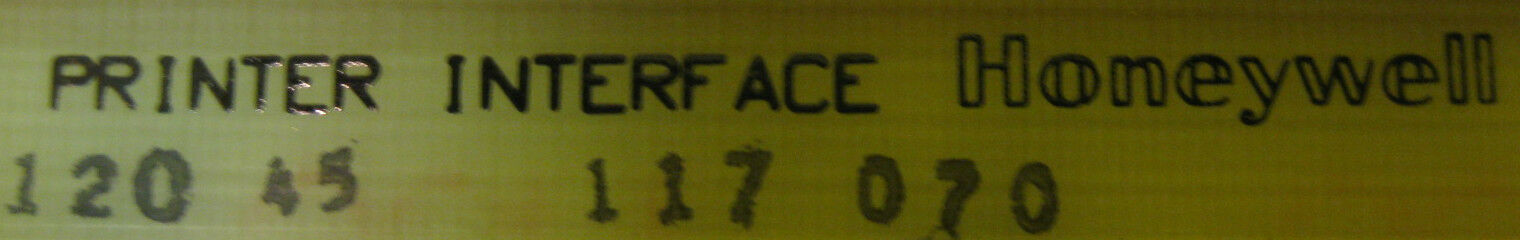 PRINTER INTERFACE Honeywell
120 45 117 070